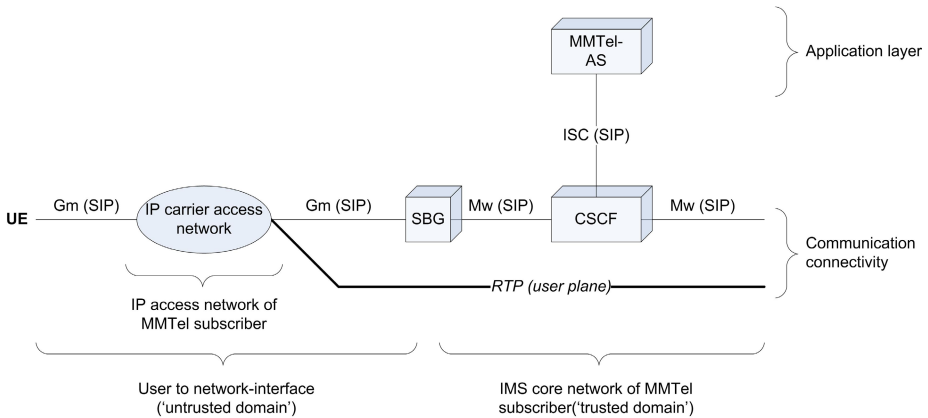 MMTel-
AS
Application layer
ISC (SIP)
UE
Gm (SIP)
IP carrier access
network
Gm (SIP)
SBG
Mw (SIP)
CSCF
Mw (SIP)
Communication
connectivity
RTP (user plane)
IP access network of
MMTel subscriber
User to network-interface
(‘untrusted domain’)
IMS core network of MMTel
subscriber(‘trusted domain’)